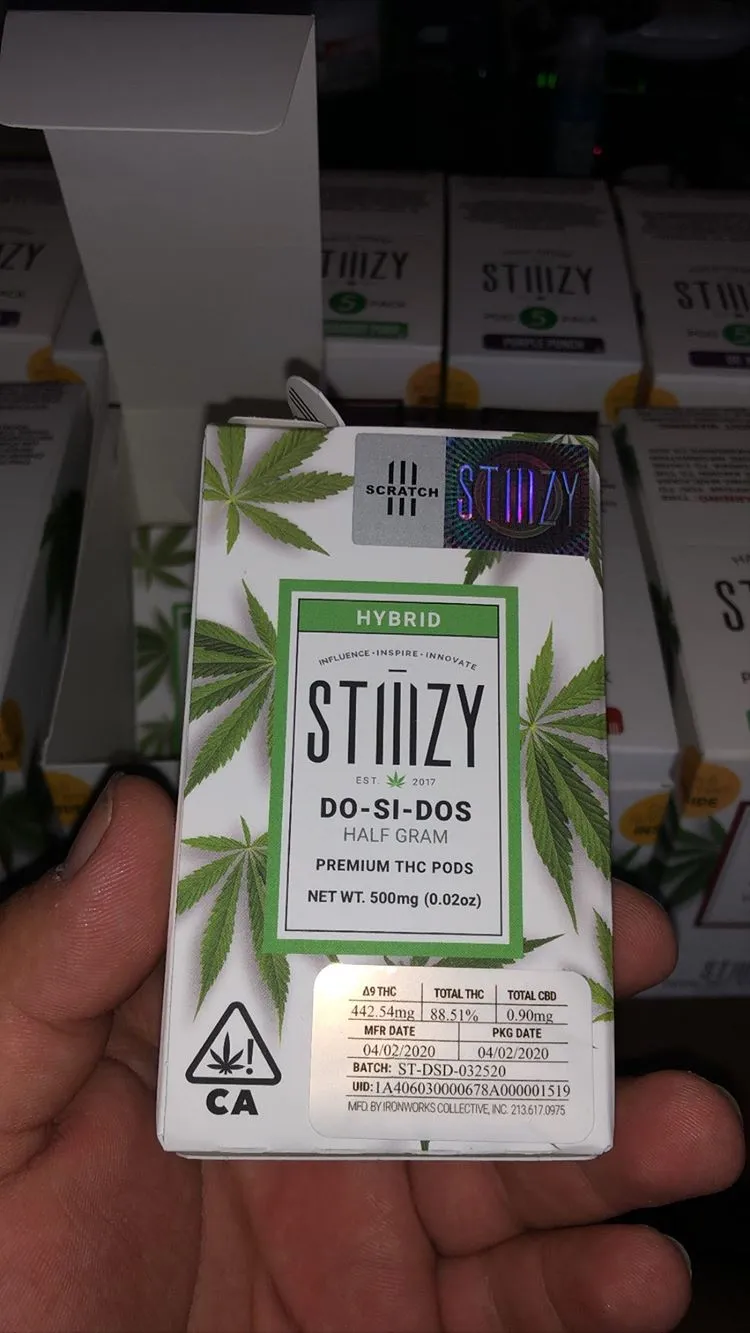 STIIIZY
5
STIIIZY
5 PACK
PURPLE PUNCH
SCRATCH
STIIIZY
HYBRID
INFLUENCE • INSPIRE • INNOVATE
STIIIZY
EST. 2017
DO-SI-DOS
HALF GRAM
PREMIUM THC PODS
NET WT. 500mg (0.02oz)
Δ9 THC TOTAL THC TOTAL CBD
442.54mg 88.51% 0.90mg
MFR DATE PKG DATE
04/02/2020 04/02/2020
BATCH: ST-DSD-032520
UID:1A406030000678A000001519
MFD. BY IRONWORKS COLLECTIVE, INC. 213.617.0975
!
CA